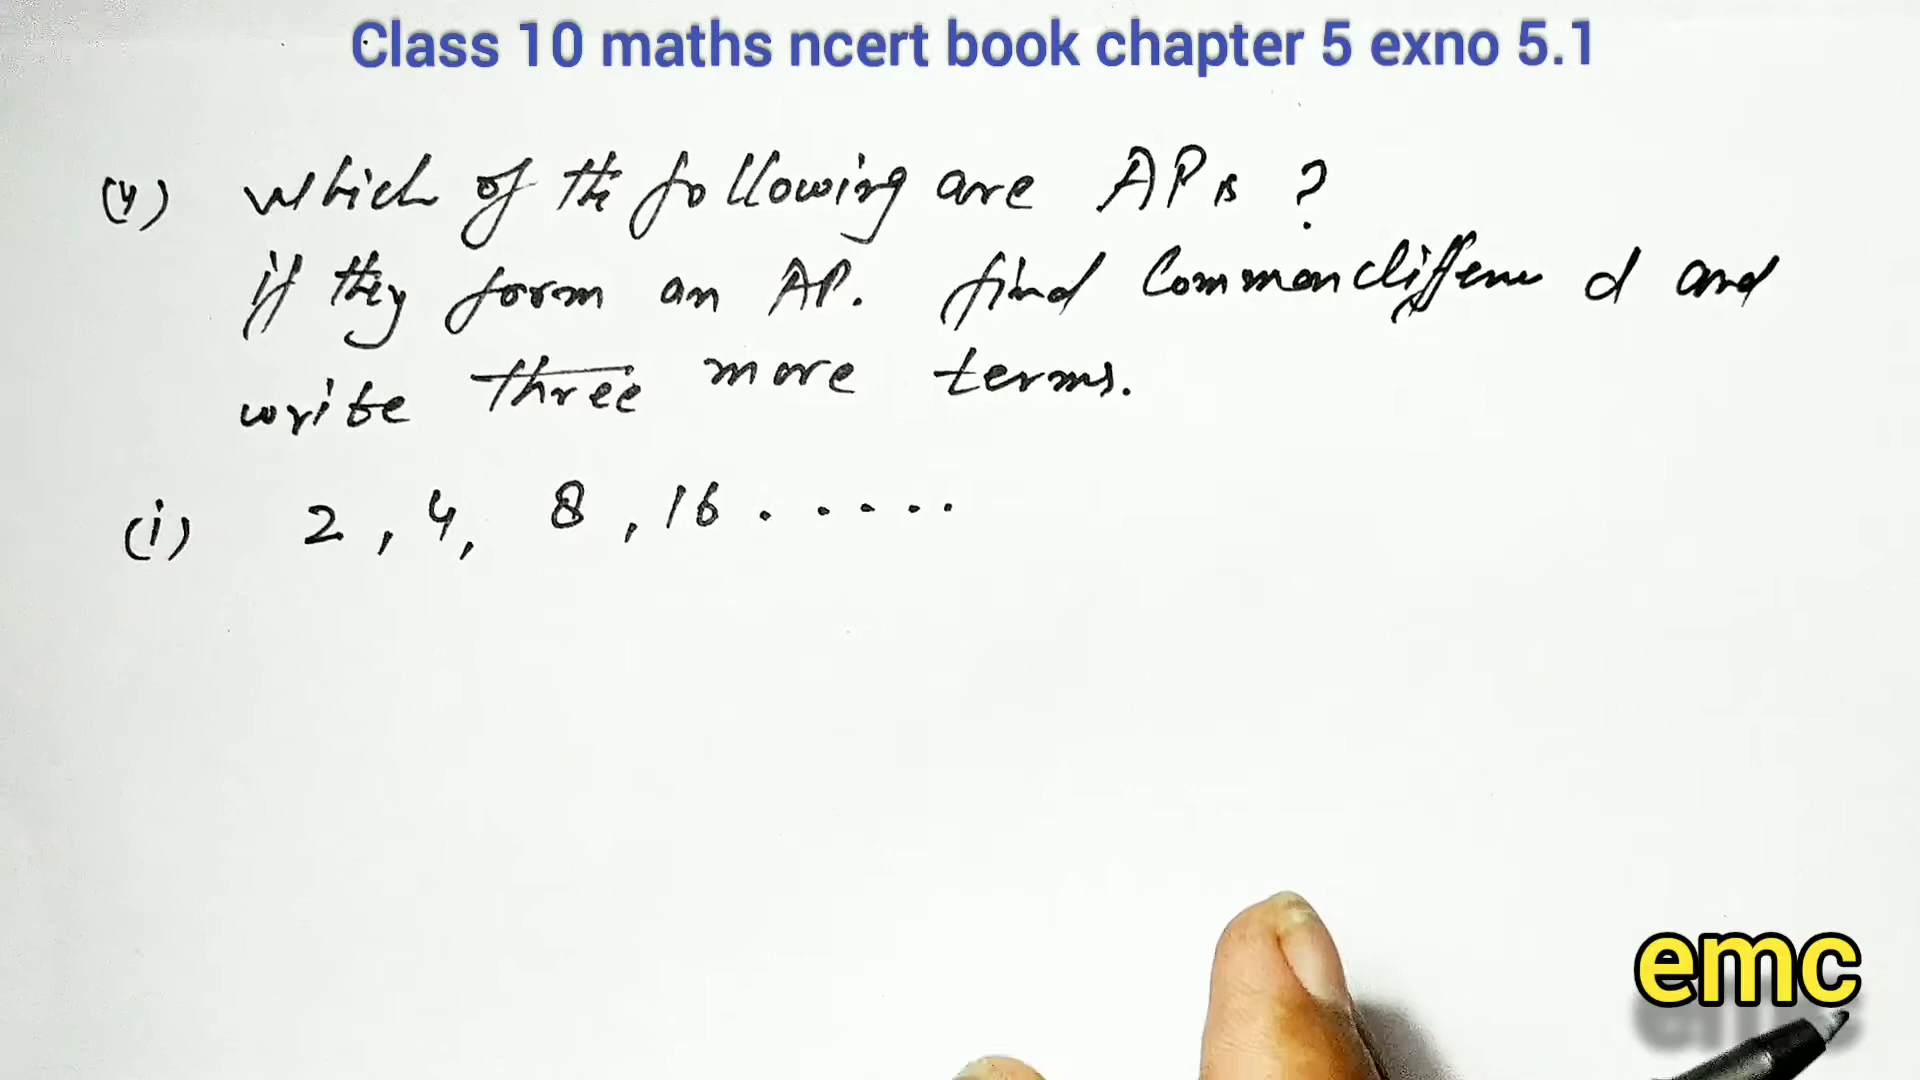 Class 10 maths ncert book chapter 5 exno 5.1
(4) which of the following are APs ?
if they form an AP. find Common differenc d and
write three more terms.
(i) 2 , 4, 8 , 16 . . . . . .
emc